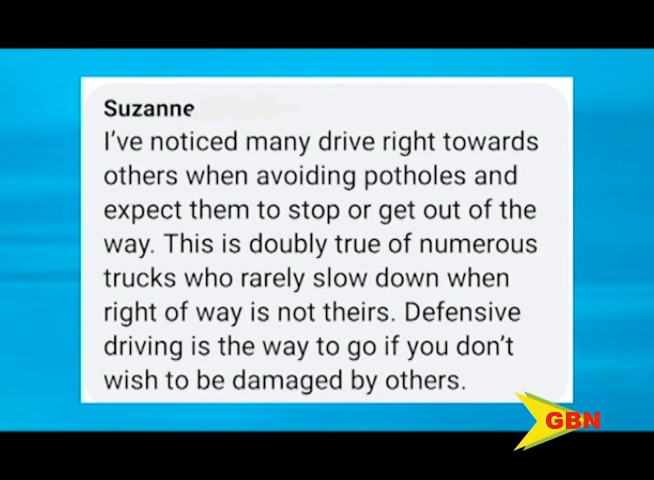 Suzanne
I've noticed many drive right towards
others when avoiding potholes and
expect them to stop or get out of the
way. This is doubly true of numerous
trucks who rarely slow down when
right of way is not theirs. Defensive
driving is the way to go if you don't
wish to be damaged by others.
GBN